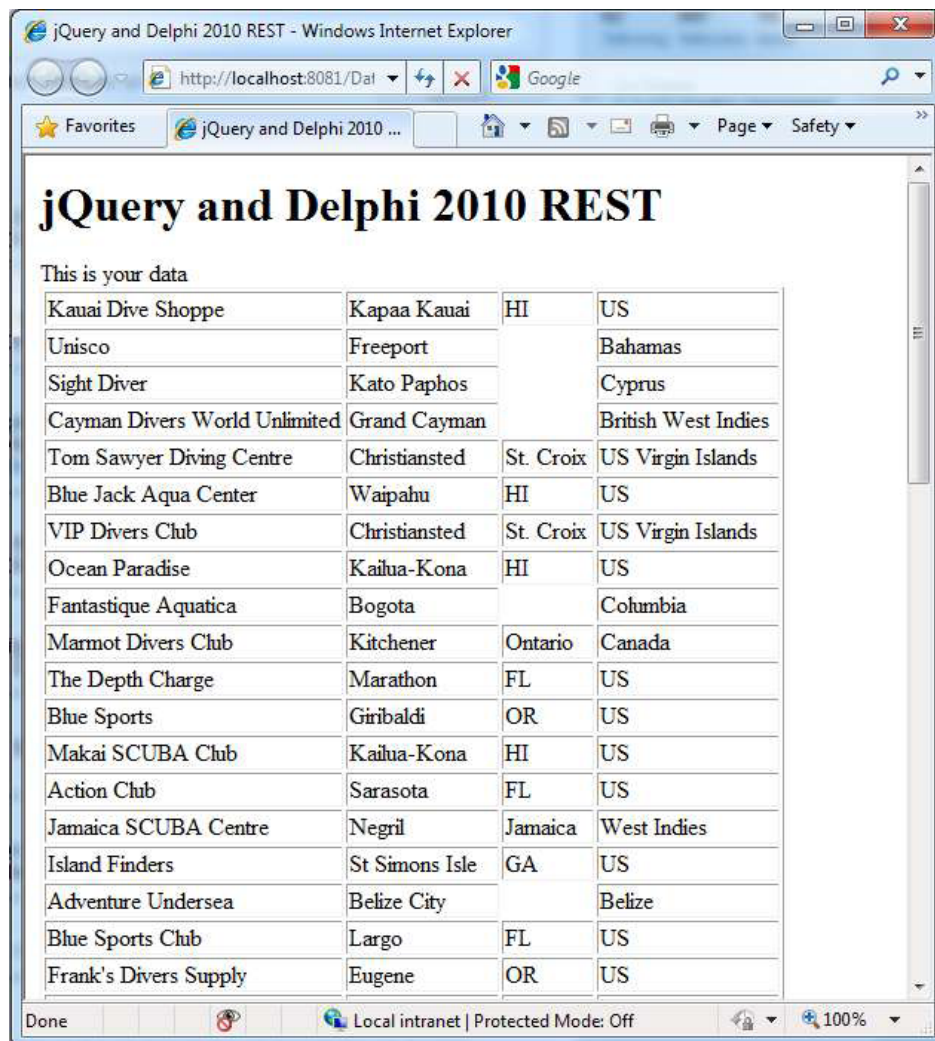 jQuery and Delphi 2010 REST - Windows Internet Explorer
http://localhost:8081/Dat
Google
Favorites
jQuery and Delphi 2010 ...
Page
Safety
jQuery and Delphi 2010 REST
This is your data
Kauai Dive Shoppe Kapaa Kauai HI US
Unisco Freeport Bahamas
Sight Diver Kato Paphos Cyprus
Cayman Divers World Unlimited Grand Cayman British West Indies
Tom Sawyer Diving Centre Christiansted St. Croix US Virgin Islands
Blue Jack Aqua Center Waipahu HI US
VIP Divers Club Christiansted St. Croix US Virgin Islands
Ocean Paradise Kailua-Kona HI US
Fantastique Aquatica Bogota Columbia
Marmot Divers Club Kitchener Ontario Canada
The Depth Charge Marathon FL US
Blue Sports Giribaldi OR US
Makai SCUBA Club Kailua-Kona HI US
Action Club Sarasota FL US
Jamaica SCUBA Centre Negril Jamaica West Indies
Island Finders St Simons Isle GA US
Adventure Undersea Belize City Belize
Blue Sports Club Largo FL US
Frank's Divers Supply Eugene OR US
Done
Local intranet | Protected Mode: Off
100%